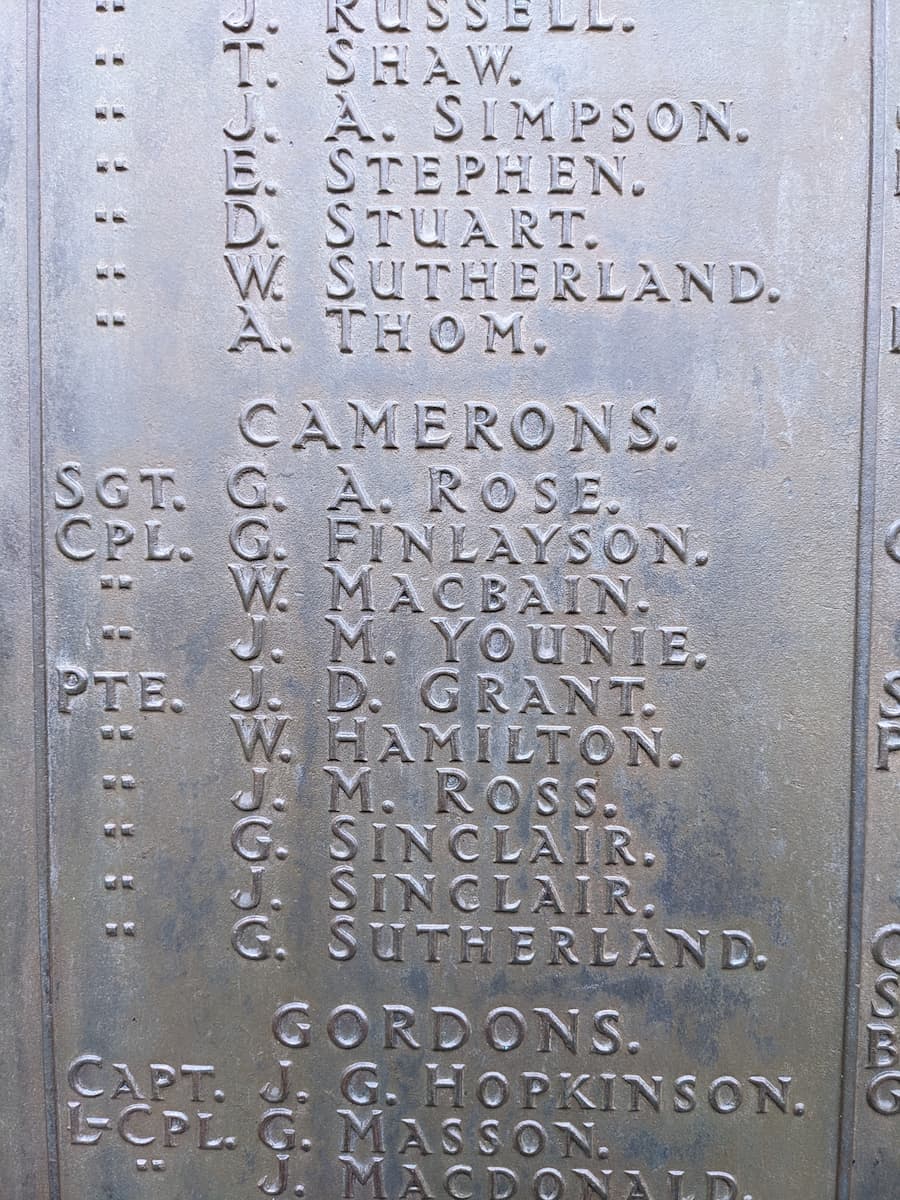 " J. RUSSELL.
" T. SHAW.
" J. A. SIMPSON.
" E. STEPHEN.
" D. STUART.
" W. SUTHERLAND.
" A. THOM.
CAMERONS.
SGT. G. A. ROSE.
CPL. G. FINLAYSON.
" W. MACBAIN.
" J. M. YOUNIE.
PTE. J. D. GRANT.
" W. HAMILTON.
" J. M. ROSS.
" G. SINCLAIR.
" J. SINCLAIR.
" G. SUTHERLAND.
GORDONS.
CAPT. J. G. HOPKINSON.
L-CPL. G. MASSON.
" J. MACDONALD.